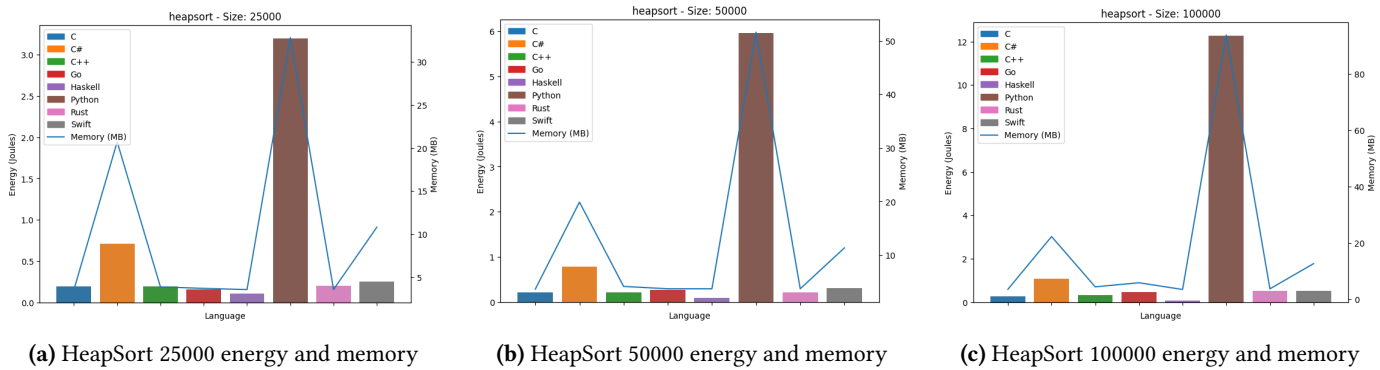 heapsort - Size: 25000
C
C#
C++
Go
Haskell
Python
Rust
Swift
Memory (MB)
3.0
2.5
2.0
1.5
1.0
0.5
0.0
Energy (Joules)
30
25
20
15
10
5
Memory (MB)
Language
(a) HeapSort 25000 energy and memory
heapsort - Size: 50000
C
C#
C++
Go
Haskell
Python
Rust
Swift
Memory (MB)
6
5
4
3
2
1
0
Energy (Joules)
50
40
30
20
10
Memory (MB)
Language
(b) HeapSort 50000 energy and memory
heapsort - Size: 100000
C
C#
C++
Go
Haskell
Python
Rust
Swift
Memory (MB)
12
10
8
6
4
2
0
Energy (Joules)
80
60
40
20
0
Memory (MB)
Language
(c) HeapSort 100000 energy and memory